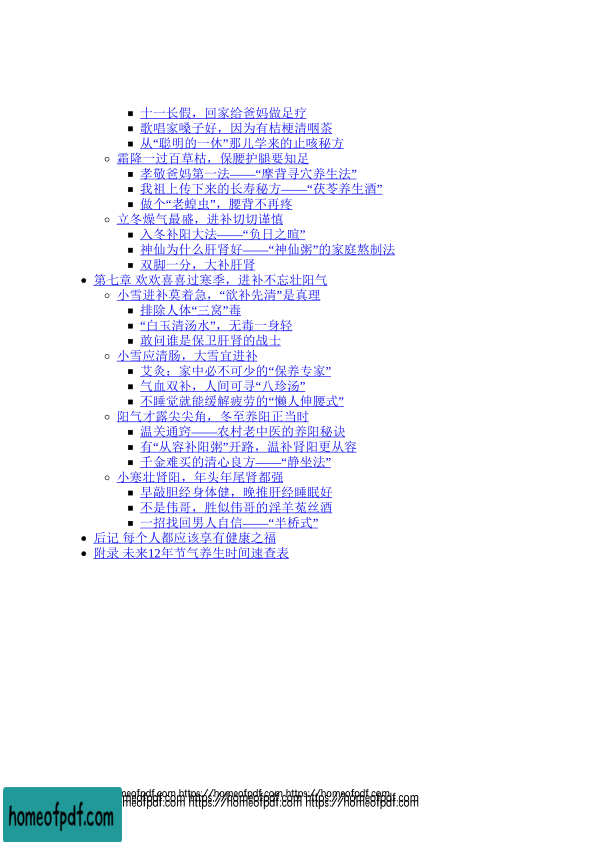 十一长假，回家给爸妈做足疗
歌唱家嗓子好，因为有桔梗清咽茶
从“聪明的一休”那儿学来的止咳秘方
霜降一过百草枯，保腰护腿要知足
孝敬爸妈第一法——“摩背寻穴养生法”
我祖上传下来的长寿秘方——“茯苓养生酒”
做个“老蝗虫”，腰背不再疼
立冬燥气最盛，进补切切谨慎
入冬补阳大法——“负日之暄”
神仙为什么肝肾好——“神仙粥”的家庭熬制法
双脚一分，大补肝肾
第七章 欢欢喜喜过寒季，进补不忘壮阳气
小雪进补莫着急，“欲补先清”是真理
排除人体“三窝”毒
“白玉清汤水”，无毒一身轻
敢问谁是保卫肝肾的战士
小雪应清肠，大雪宜进补
艾灸：家中必不可少的“保养专家”
气血双补，人间可寻“八珍汤”
不睡觉就能缓解疲劳的“懒人伸腰式”
阳气才露尖尖角，冬至养阳正当时
温关通窍——农村老中医的养阳秘诀
有“从容补阳粥”开路，温补肾阳更从容
千金难买的清心良方——“静坐法”
小寒壮肾阳，年头年尾肾都强
早敲胆经身体健，晚推肝经睡眠好
不是伟哥，胜似伟哥的淫羊菟丝酒
一招找回男人自信——“半桥式”
后记 每个人都应该享有健康之福
附录 未来12年节气养生时间速查表
meofpdf.com https://homeofpdf.com https://homeofpdf.com
meofpdf.com https://homeofpdf.com https://homeofpdf.com
homeofpdf.com